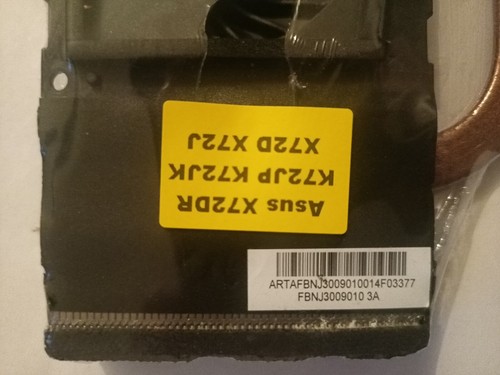 Asus X72DR
K72JP K72JK
X72D X72J
ARTAFBNJ3009010014F03377
FBNJ3009010 3A